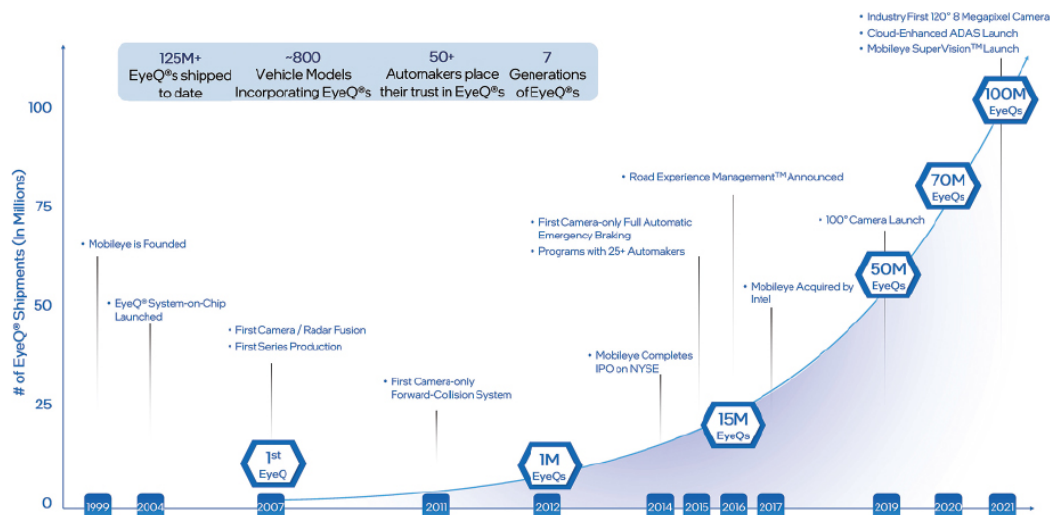 • Industry First 120° 8 Megapixel Camera
• Cloud-Enhanced ADAS Launch
• Mobileye SuperVision™ Launch
125M+
EyeQ®s shipped
to date
~800
Vehicle Models
Incorporating EyeQ®s
50+
Automakers place
their trust in EyeQ®s
7
Generations
of EyeQ®s
# of EyeQ® Shipments (In Millions)
100
75
50
25
0
• Mobileye is Founded
• EyeQ® System-on-Chip
Launched
• First Camera / Radar Fusion
• First Series Production
1st
EyeQ
• First Camera-only
Forward-Collision System
1M
EyeQs
• Mobileye Completes
IPO on NYSE
• First Camera-only Full Automatic
Emergency Braking
• Programs with 25+ Automakers
• Road Experience Management™ Announced
15M
EyeQs
• Mobileye Acquired by
Intel
• 100° Camera Launch
50M
EyeQs
70M
EyeQs
100M
EyeQs
1999
2004
2007
2011
2012
2014
2015
2016
2017
2019
2020
2021